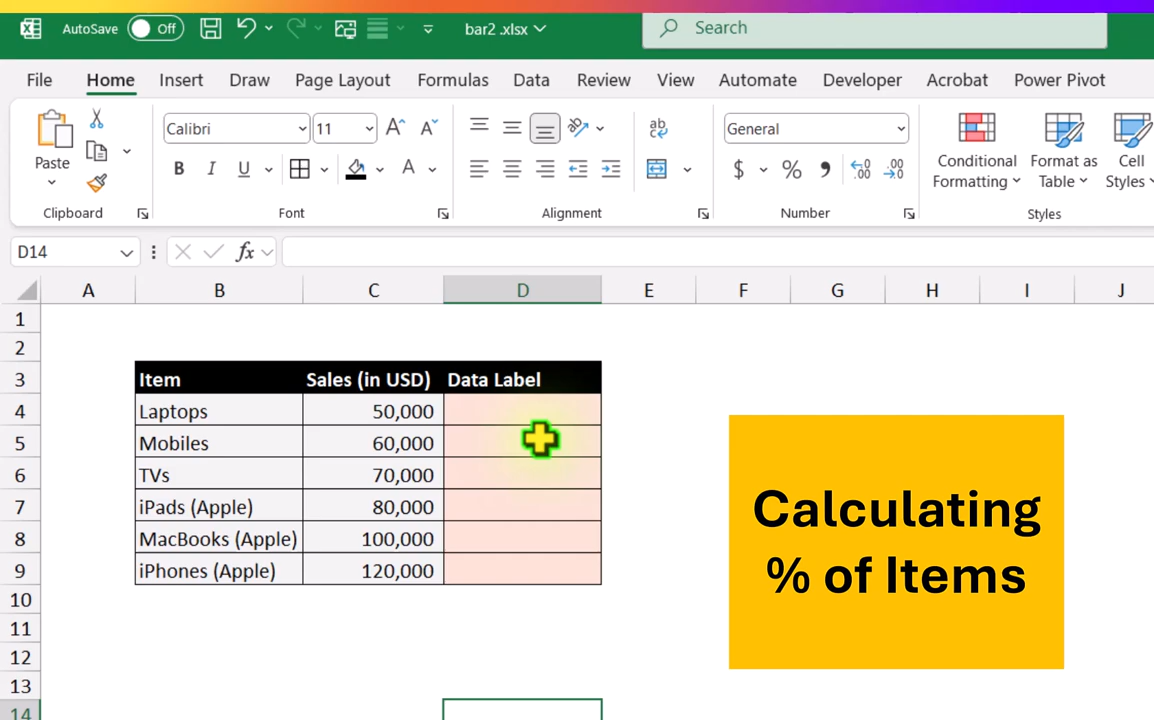 AutoSave Off bar2 .xlsx Search
File Home Insert Draw Page Layout Formulas Data Review View Automate Developer Acrobat Power Pivot
Paste
Calibri 11
B I U A
General
$ % 9 .00
Conditional Formatting
Format as Table
Cell Styles
Clipboard Font Alignment Number Styles
D14 fx
A B C D E F G H I J
1
2
3 Item Sales (in USD) Data Label
4 Laptops 50,000
5 Mobiles 60,000
6 TVs 70,000
7 iPads (Apple) 80,000
8 MacBooks (Apple) 100,000
9 iPhones (Apple) 120,000
10
11
12
13
14
Calculating
% of Items